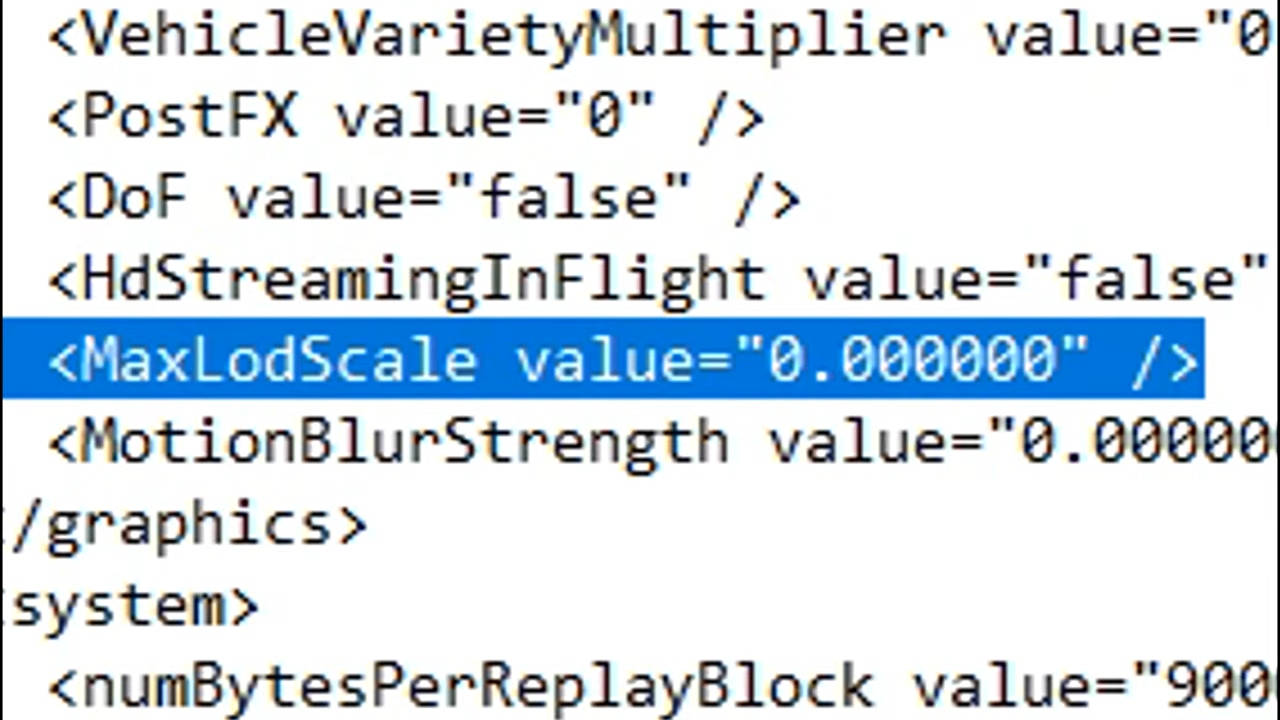 <VehicleVarietyMultiplier value="0
<PostFX value="0" />
<DoF value="false" />
<HdStreamingInFlight value="false"
<MaxLodScale value="0.000000" />
<MotionBlurStrength value="0.00000
/graphics>
system>
<numBytesPerReplayBlock value="900